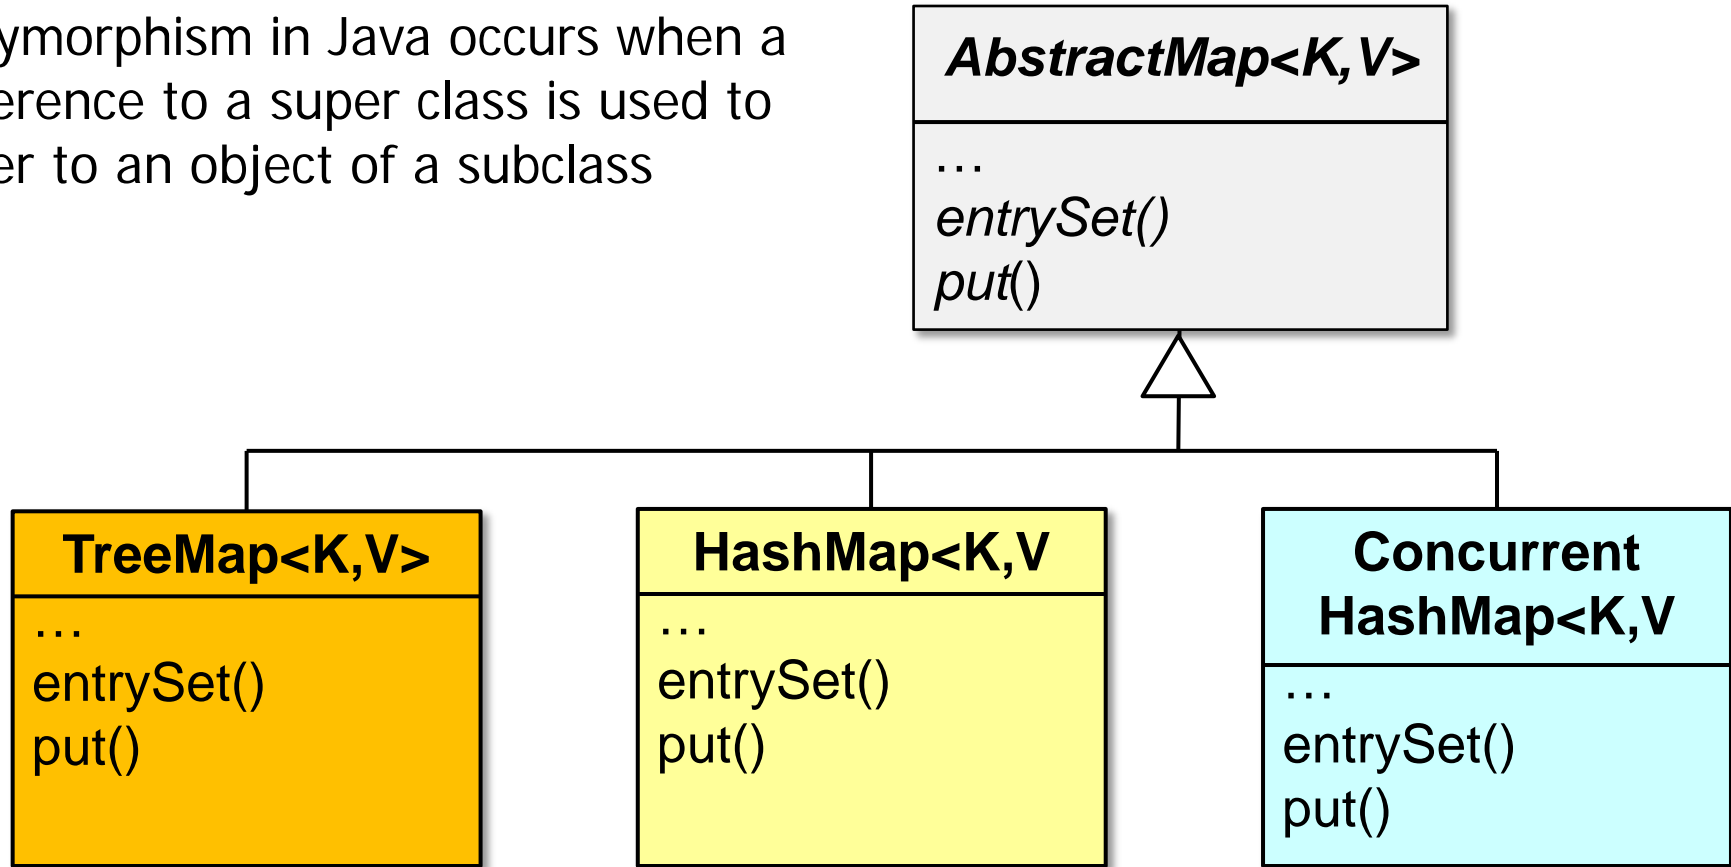 ymorphism in Java occurs when a
erence to a super class is used to
er to an object of a subclass
AbstractMap<K,V>
…
entrySet()
put()
TreeMap<K,V>
…
entrySet()
put()
HashMap<K,V
…
entrySet()
put()
Concurrent
HashMap<K,V
…
entrySet()
put()